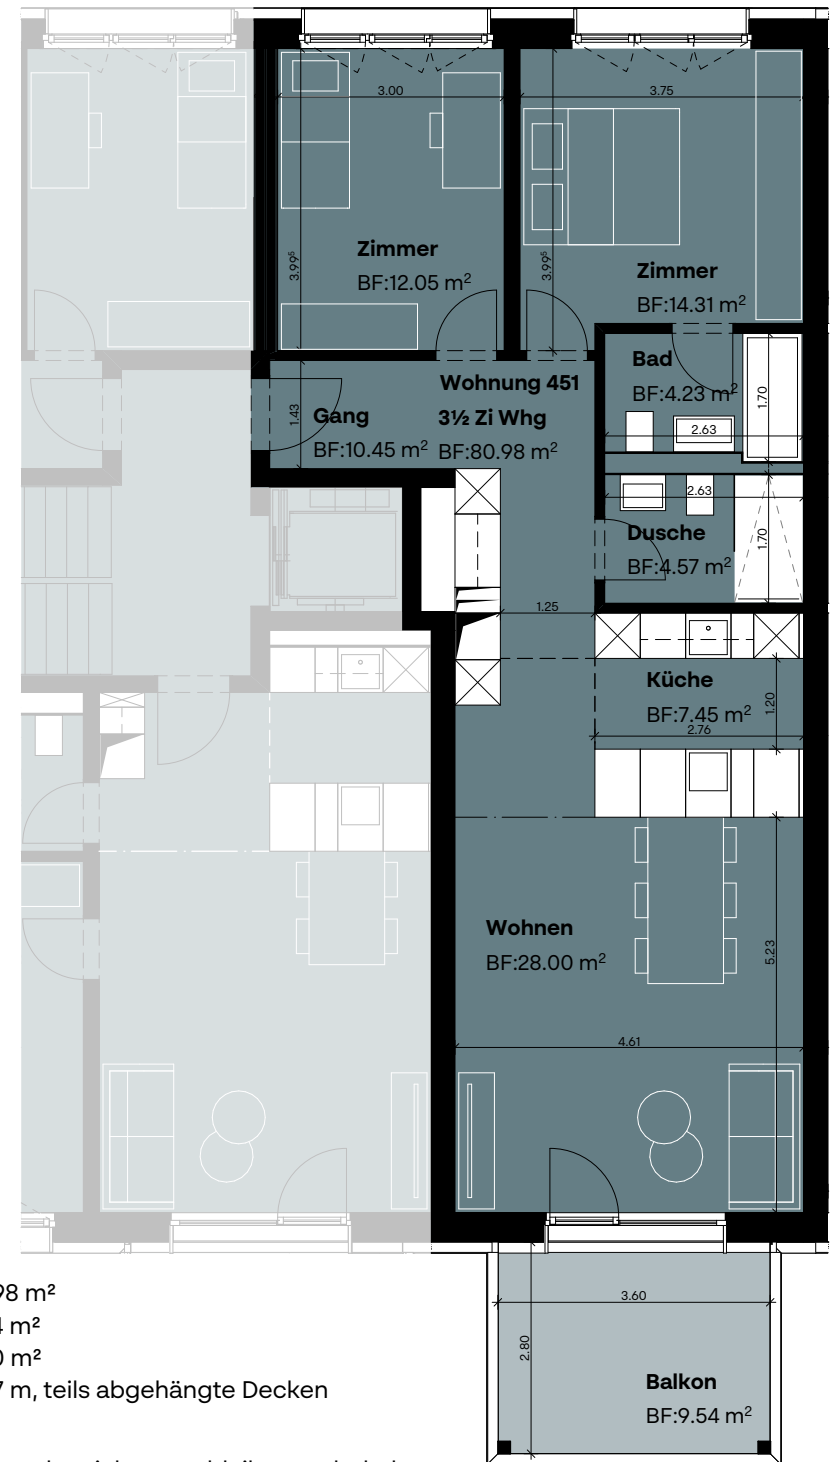 3.00
3.75
3.99⁵
3.99⁵
Zimmer
BF:12.05 m²
Zimmer
BF:14.31 m²
Bad
BF:4.23 m²
1.70
2.63
Wohnung 451
3½ Zi Whg
BF:80.98 m²
1.43
Gang
BF:10.45 m²
2.63
Dusche
BF:4.57 m²
1.70
1.25
Küche
BF:7.45 m²
1.20
2.76
Wohnen
BF:28.00 m²
5.23
4.61
3.60
2.80
Balkon
BF:9.54 m²
98 m²
m²
m²
m, teils abgehängte Decken